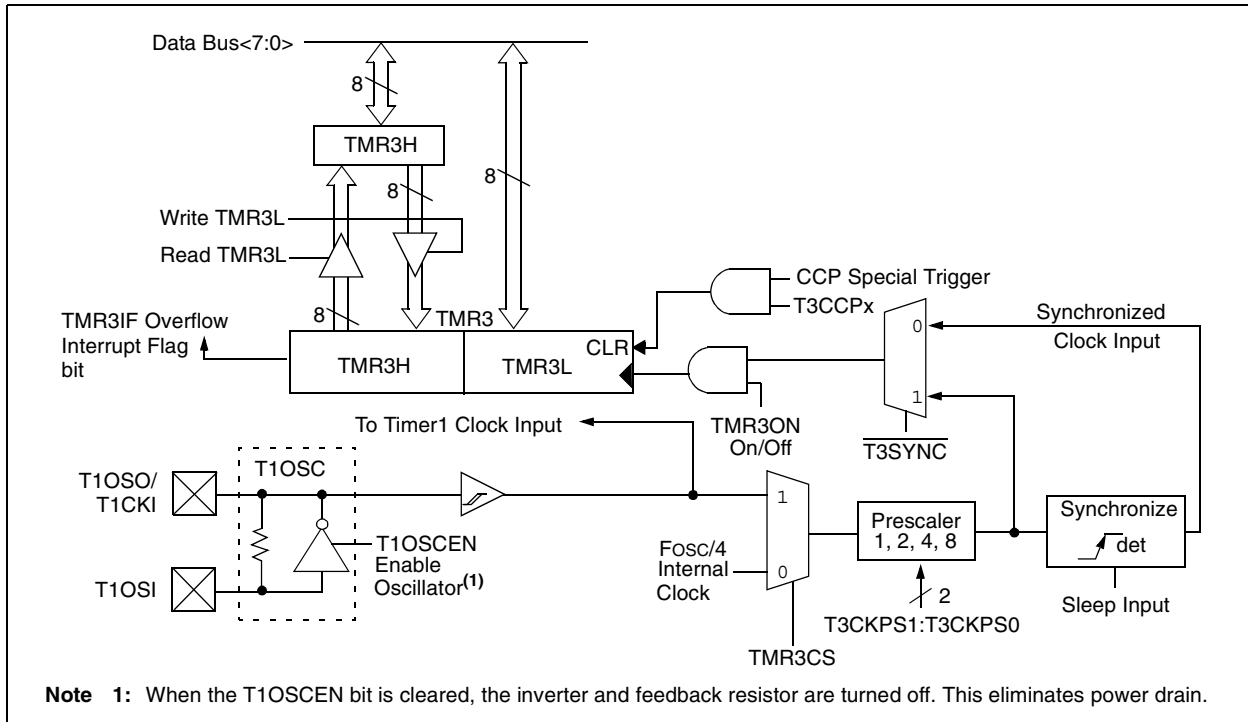 Data Bus<7:0>
8
TMR3H
8
8
Write TMR3L
Read TMR3L
CCP Special Trigger
T3CCPx
8
TMR3
TMR3IF Overflow
Interrupt Flag
bit
TMR3H
TMR3L
CLR
0
1
Synchronized
Clock Input
TMR3ON
On/Off
T3SYNC
To Timer1 Clock Input
T1OSC
T1OSO/
T1CKI
T1OSCEN
Enable
Oscillator(1)
T1OSI
1
0
FOSC/4
Internal
Clock
Prescaler
1, 2, 4, 8
Synchronize
det
2
T3CKPS1:T3CKPS0
Sleep Input
TMR3CS
Note 1: When the T1OSCEN bit is cleared, the inverter and feedback resistor are turned off. This eliminates power drain.